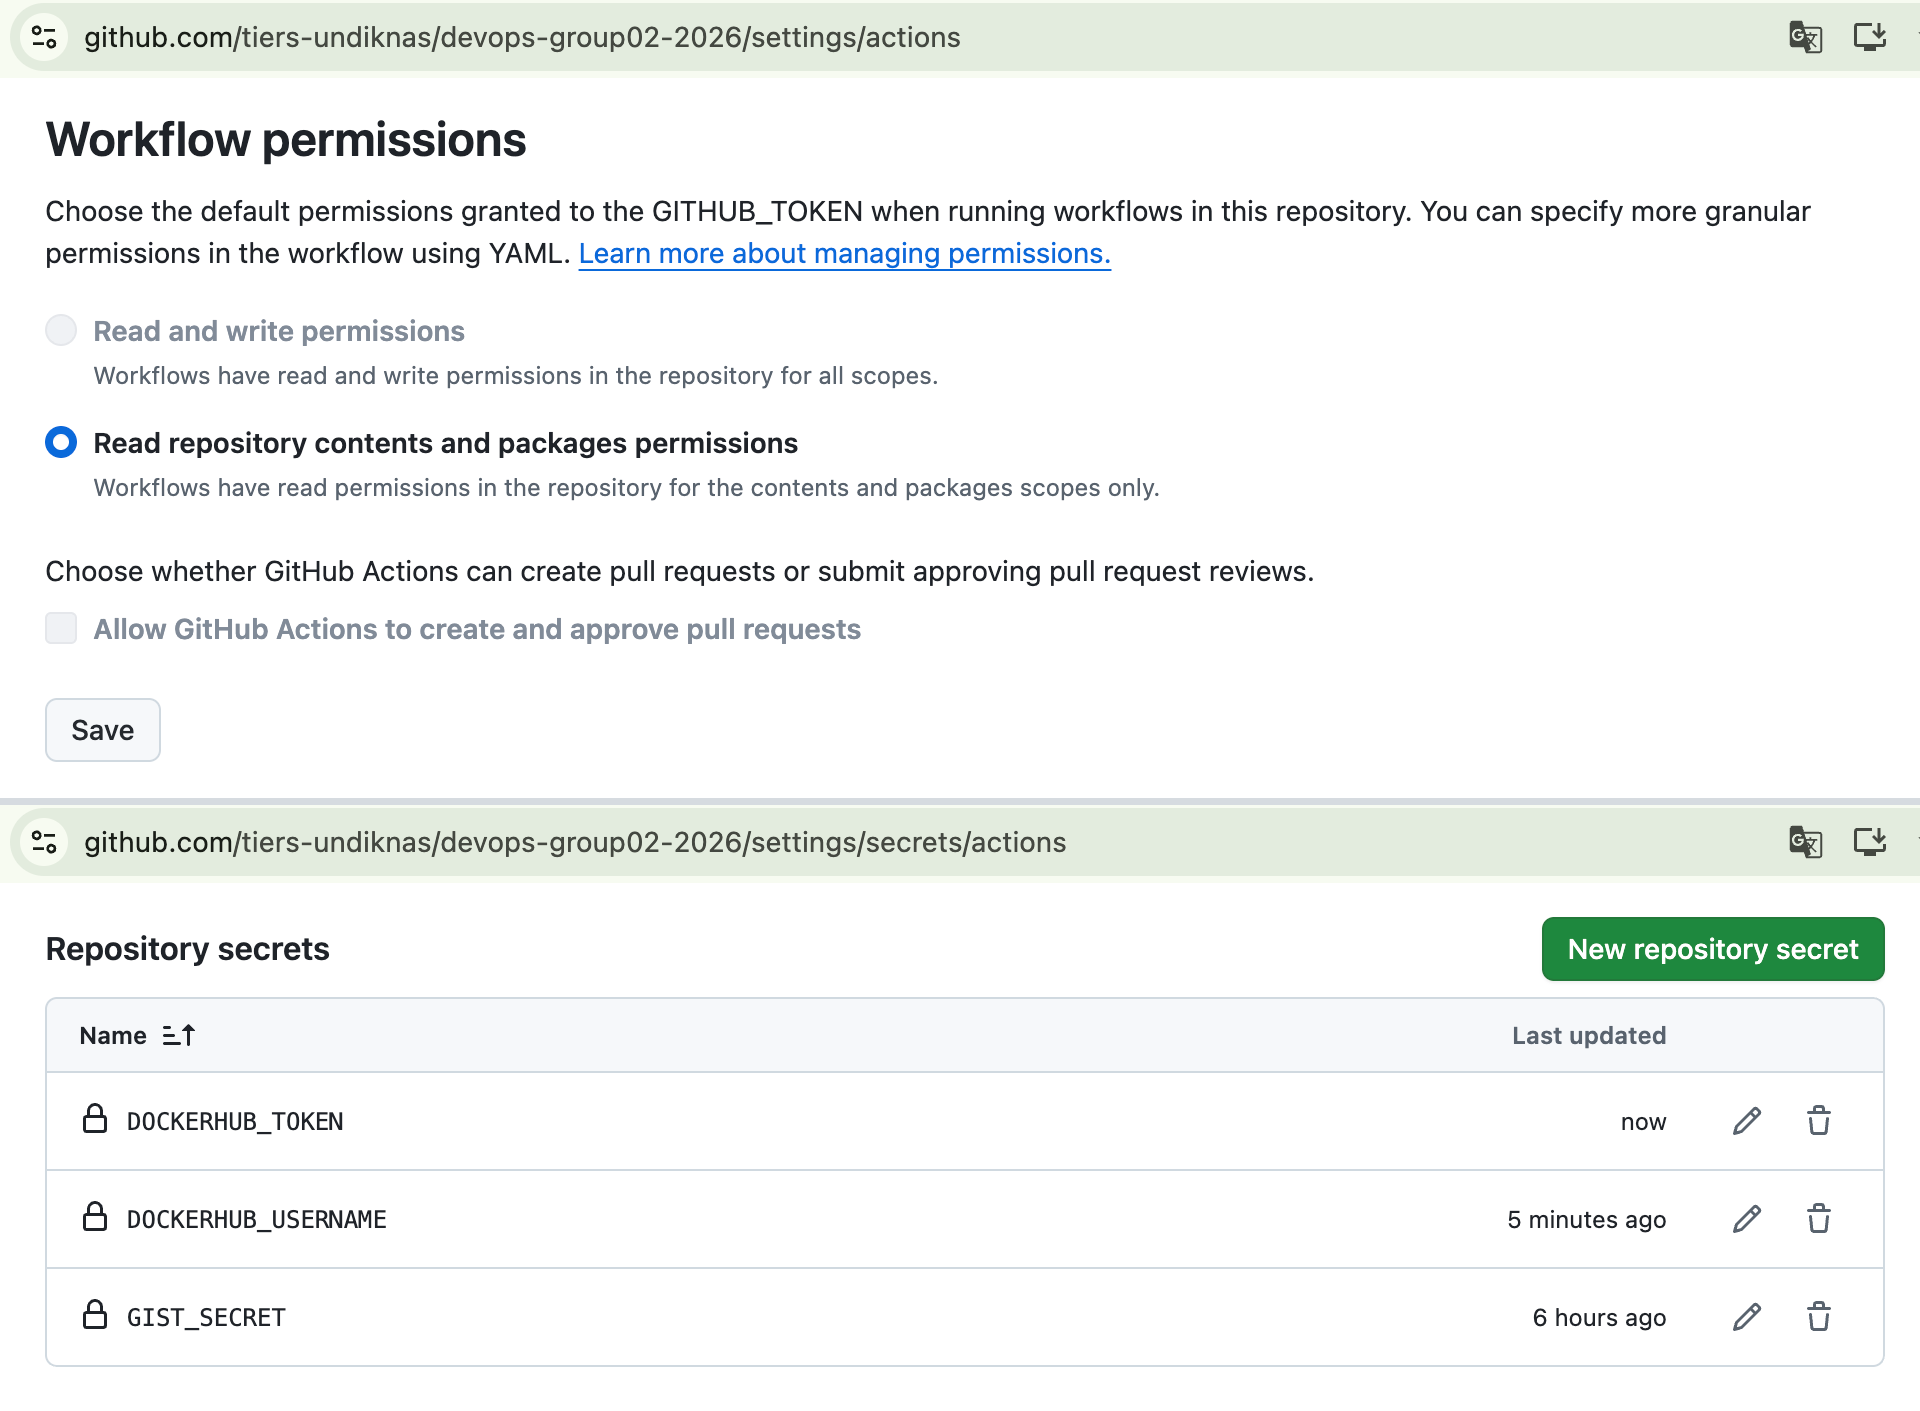 github.com/tiers-undiknas/devops-group02-2026/settings/actions
Workflow permissions
Choose the default permissions granted to the GITHUB_TOKEN when running workflows in this repository. You can specify more granular
permissions in the workflow using YAML. Learn more about managing permissions.
Read and write permissions
Workflows have read and write permissions in the repository for all scopes.
Read repository contents and packages permissions
Workflows have read permissions in the repository for the contents and packages scopes only.
Choose whether GitHub Actions can create pull requests or submit approving pull request reviews.
Allow GitHub Actions to create and approve pull requests
Save
github.com/tiers-undiknas/devops-group02-2026/settings/secrets/actions
Repository secrets
New repository secret
Name
Last updated
DOCKERHUB_TOKEN
now
DOCKERHUB_USERNAME
5 minutes ago
GIST_SECRET
6 hours ago